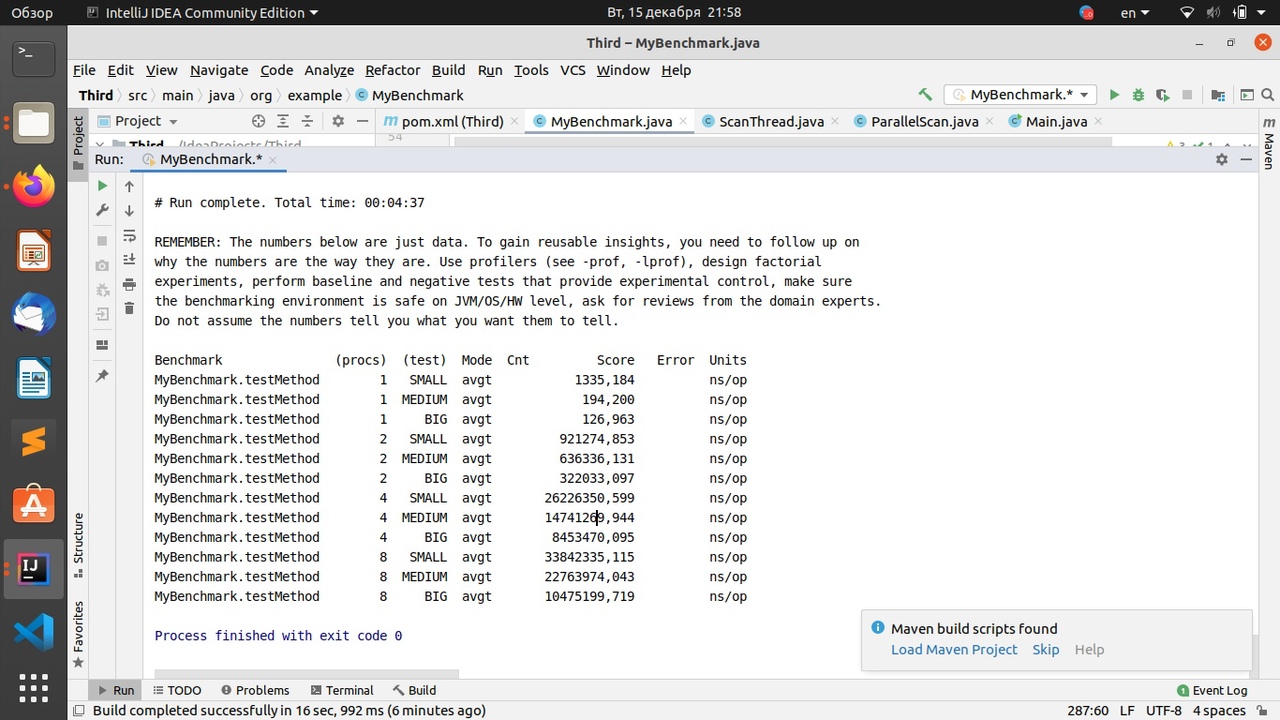 Обзор IntelliJ IDEA Community Edition Вт, 15 декабря 21:58 en
Third – MyBenchmark.java
File Edit View Navigate Code Analyze Refactor Build Run Tools VCS Window Help
Third src main java org example MyBenchmark MyBenchmark.*
Project Project pom.xml (Third) MyBenchmark.java ScanThread.java ParallelScan.java Main.java Maven
Third ~/IdeaProjects/Third 54 3 1
Run: MyBenchmark.*
# Run complete. Total time: 00:04:37
REMEMBER: The numbers below are just data. To gain reusable insights, you need to follow up on
why the numbers are the way they are. Use profilers (see -prof, -lprof), design factorial
experiments, perform baseline and negative tests that provide experimental control, make sure
the benchmarking environment is safe on JVM/OS/HW level, ask for reviews from the domain experts.
Do not assume the numbers tell you what you want them to tell.
Benchmark (procs) (test) Mode Cnt Score Error Units
MyBenchmark.testMethod 1 SMALL avgt 1335,184 ns/op
MyBenchmark.testMethod 1 MEDIUM avgt 194,200 ns/op
MyBenchmark.testMethod 1 BIG avgt 126,963 ns/op
MyBenchmark.testMethod 2 SMALL avgt 921274,853 ns/op
MyBenchmark.testMethod 2 MEDIUM avgt 636336,131 ns/op
MyBenchmark.testMethod 2 BIG avgt 322033,097 ns/op
MyBenchmark.testMethod 4 SMALL avgt 26226350,599 ns/op
MyBenchmark.testMethod 4 MEDIUM avgt 14741269,944 ns/op
MyBenchmark.testMethod 4 BIG avgt 8453470,095 ns/op
MyBenchmark.testMethod 8 SMALL avgt 33842335,115 ns/op
MyBenchmark.testMethod 8 MEDIUM avgt 22763974,043 ns/op
MyBenchmark.testMethod 8 BIG avgt 10475199,719 ns/op
Process finished with exit code 0
Structure
Favorites
Maven build scripts found
Load Maven Project Skip Help
Run TODO Problems Terminal Build 1 Event Log
Build completed successfully in 16 sec, 992 ms (6 minutes ago) 287:60 LF UTF-8 4 spaces